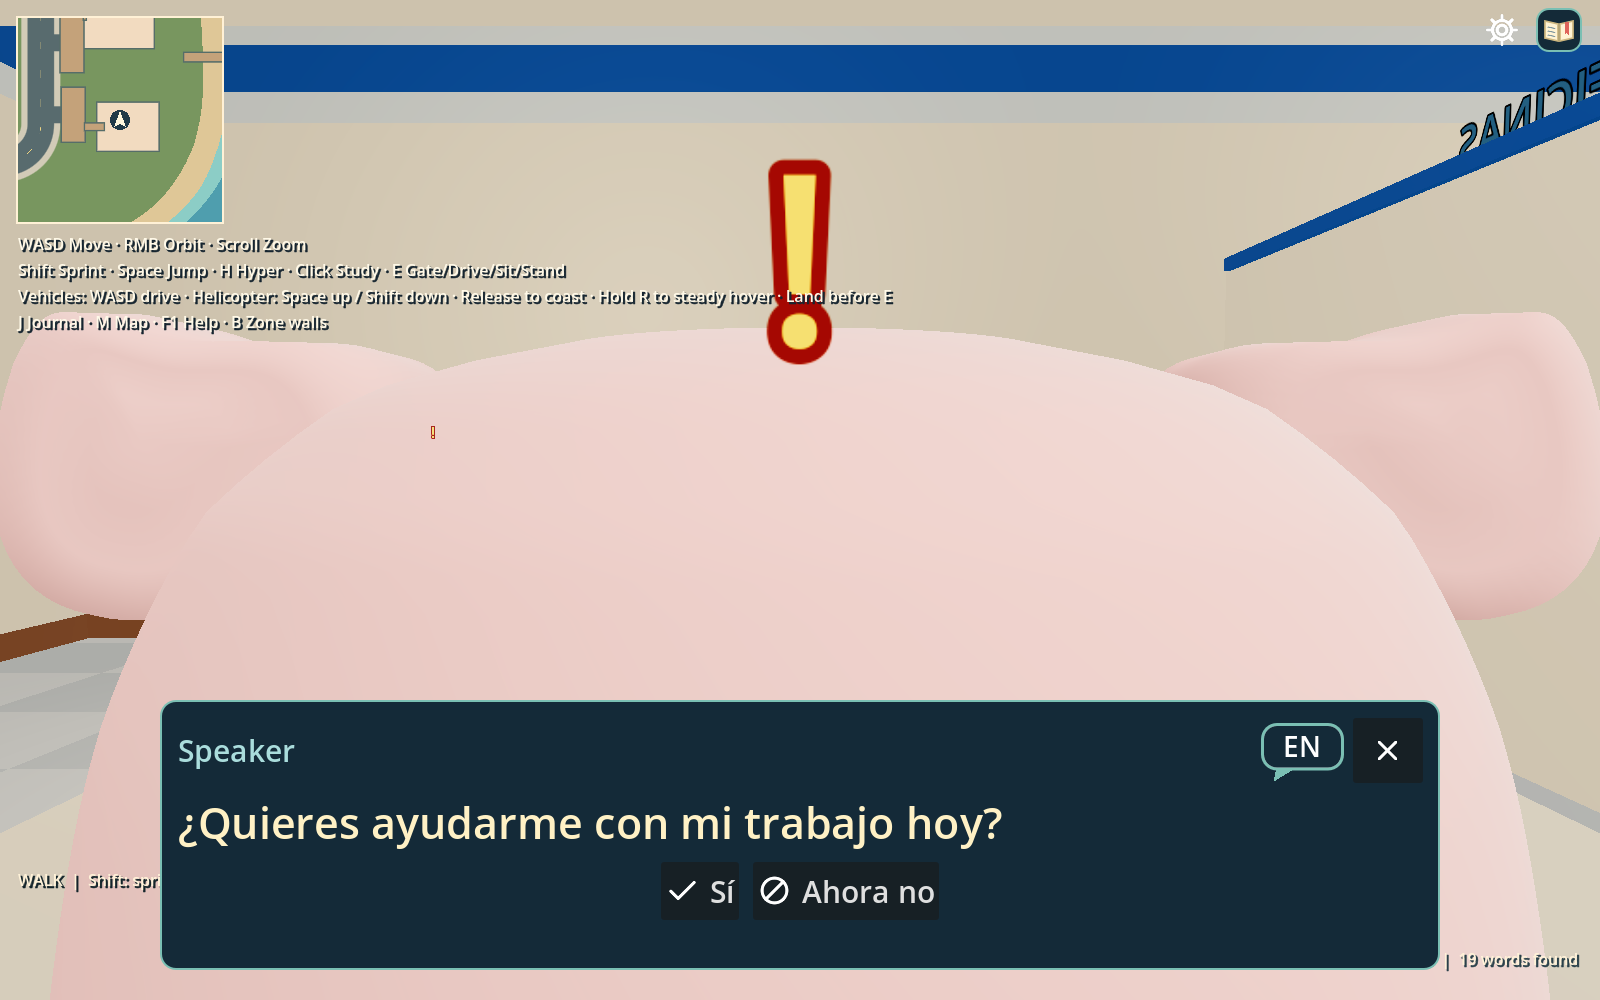 WASD Move · RMB Orbit · Scroll Zoom
Shift Sprint · Space Jump · H Hyper · Click Study · E Gate/Drive/Sit/Stand
Vehicles: WASD drive · Helicopter: Space up / Shift down · Release to coast · Hold R to steady hover · Land before E
J Journal · M Map · F1 Help · B Zone walls
!
!
Speaker
EN
¿Quieres ayudarme con mi trabajo hoy?
Sí
Ahora no
WALK | Shift:
| 19 words found